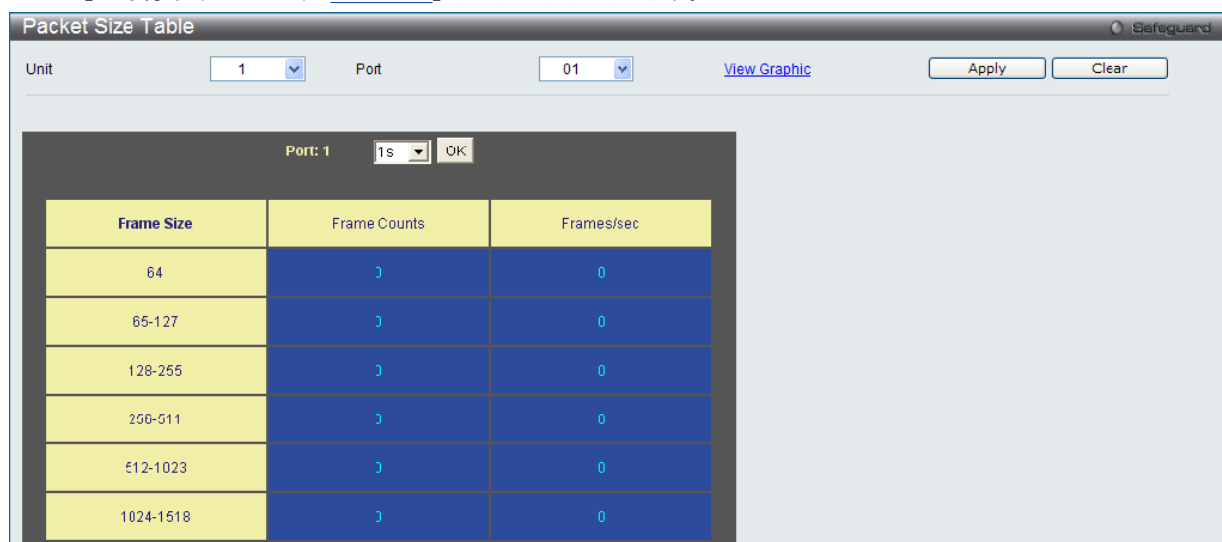 Packet Size Table Safeguard
Unit 1 Port 01 View Graphic Apply Clear
Port: 1 1s OK
Frame Size Frame Counts Frames/sec
64 0 0
65-127 0 0
128-255 0 0
256-511 0 0
512-1023 0 0
1024-1518 0 0